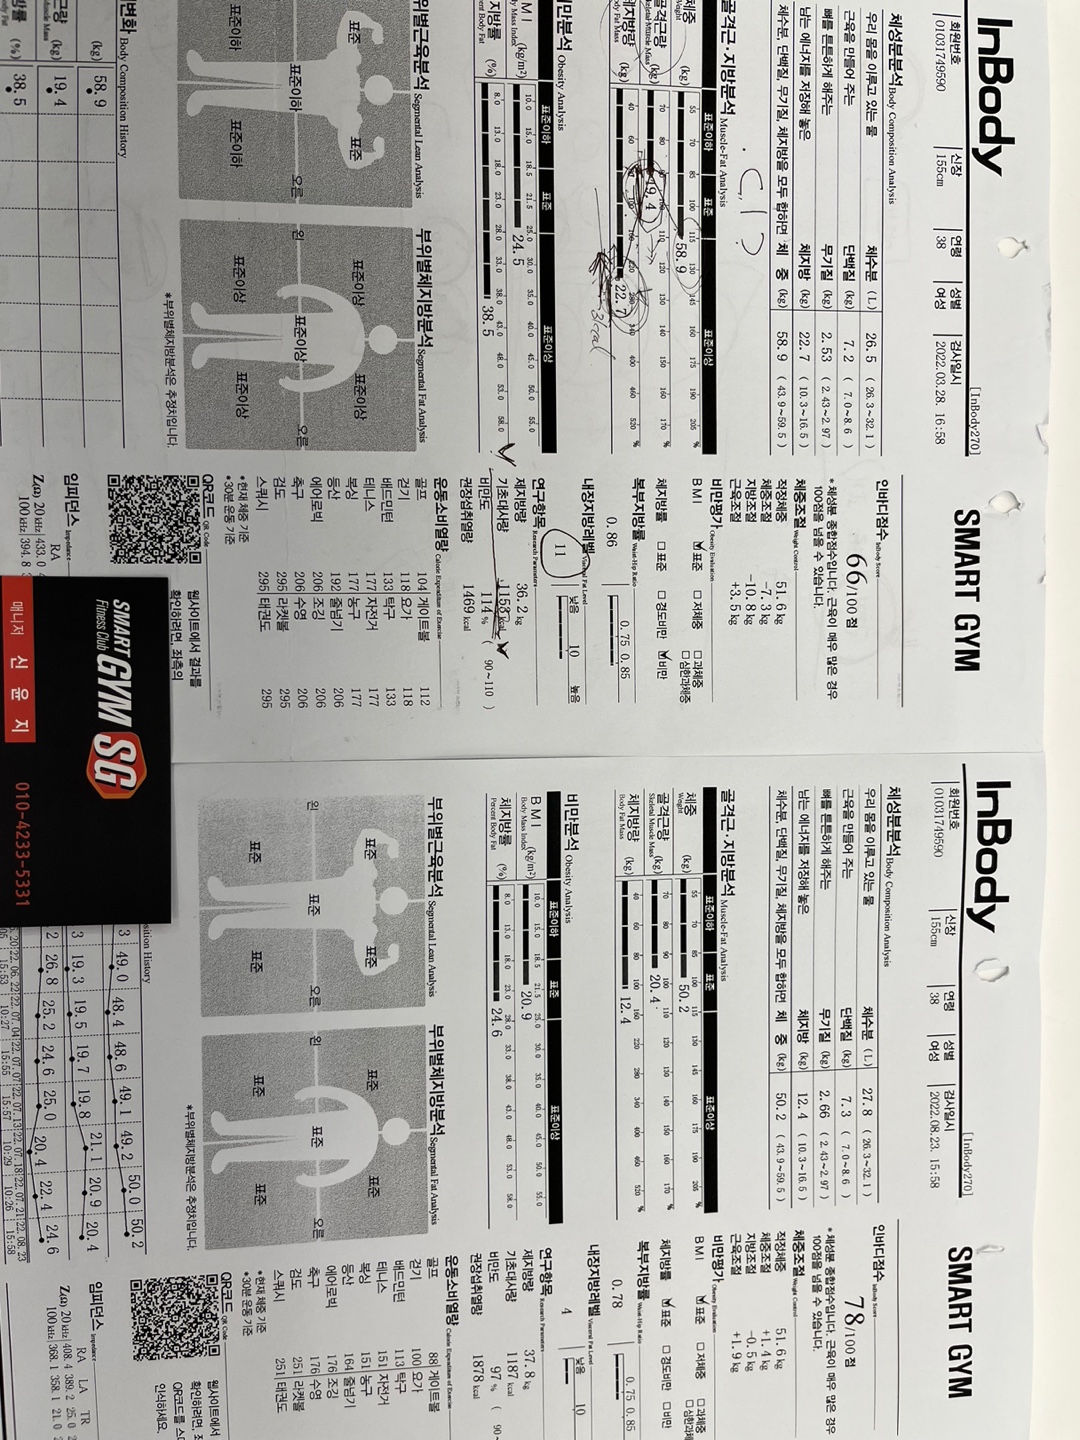 InBody
[InBody270]
SMART GYM
회원번호 신장 연령 성별 검사일시
01031749590 155cm 38 여성 2022.03.28. 16:58
체성분분석 Body Composition Analysis
우리 몸을 이루고 있는 물 체수분 (L) 26.5 ( 26.3~32.1 )
근육을 만들어 주는 단백질 (kg) 7.2 ( 7.0~8.6 )
뼈를 튼튼하게 해주는 무기질 (kg) 2.53 ( 2.43~2.97 )
남는 에너지를 저장해 놓은 체지방 (kg) 22.7 ( 10.3~16.5 )
체수분, 단백질, 무기질, 체지방을 모두 합하면 체 중 (kg) 58.9 ( 43.9~59.5 )
골격근·지방분석 Muscle-Fat Analysis
표준이하 표준 표준이상
체중 (kg) 55 70 85 100 115 130 145 160 175 190 205 %
Weight 58.9
골격근량 (kg) 70 80 90 100 110 120 130 140 150 160 170 %
Skeletal Muscle Mass 19.4
체지방량 (kg) 40 60 80 100 160 220 280 340 400 460 520 %
Body Fat Mass 22.7
비만분석 Obesity Analysis
표준이하 표준 표준이상
BMI (kg/m²) 10.0 15.0 18.5 21.5 25.0 30.0 35.0 40.0 45.0 50.0 55.0
Body Mass Index 24.5
체지방률 (%) 8.0 13.0 18.0 23.0 28.0 33.0 38.0 43.0 48.0 53.0 58.0
Percent Body Fat 38.5
부위별근육분석 Segmental Lean Analysis
표준 표준
표준이하 오른
표준이하 표준이하
부위별체지방분석 Segmental Fat Analysis
표준이상 표준이상
왼 표준이상 오른
표준이상 표준이상
*부위별체지방분석은 추정치입니다.
변화 Body Composition History
(kg) 58.9
근량 (kg) 19.4
방률 (%) 38.5
인바디점수 InBody Score
66/100 점
* 체성분 종합점수입니다. 근육이 매우 많은 경우
100점을 넘을 수 있습니다.
체중조절 Weight Control
적정체중 51.6 kg
체중조절 -7.3 kg
지방조절 -10.8 kg
근육조절 +3.5 kg
비만평가 Obesity Evaluation
BMI ☑표준 □저체중 □과체중
□심한과체중
체지방률 □표준 □경도비만 ☑비만
복부지방률 Waist-Hip Ratio
0.86 0.75 0.85
내장지방레벨 Visceral Fat Level
11 낮음 10 높음
연구항목 Research Parameters
제지방량 36.2 kg
기초대사량 1153 kcal
비만도 114 % ( 90~110 )
권장섭취열량 1469 kcal
운동소비열량 Calorie Expenditure of Exercise
골프 104 게이트볼 112
걷기 118 요가 118
배드민턴 133 탁구 133
테니스 177 자전거 177
복싱 177 농구 177
등산 192 줄넘기 206
에어로빅 206 조깅 206
축구 206 수영 206
검도 295 라켓볼 295
스쿼시 295 태권도 295
*현재 체중 기준
*30분 운동 기준
QR코드 QR Code
웹사이트에서 결과를
확인하려면, 좌측의
임피던스 Impedance
RA
Z(Ω) 20 kHz 433.0
100 kHz 394.8
InBody
[InBody270]
SMART GYM
회원번호 신장 연령 성별 검사일시
01031749590 155cm 38 여성 2022.08.23. 15:58
체성분분석 Body Composition Analysis
우리 몸을 이루고 있는 물 체수분 (L) 27.8 ( 26.3~32.1 )
근육을 만들어 주는 단백질 (kg) 7.3 ( 7.0~8.6 )
뼈를 튼튼하게 해주는 무기질 (kg) 2.66 ( 2.43~2.97 )
남는 에너지를 저장해 놓은 체지방 (kg) 12.4 ( 10.3~16.5 )
체수분, 단백질, 무기질, 체지방을 모두 합하면 체 중 (kg) 50.2 ( 43.9~59.5 )
골격근·지방분석 Muscle-Fat Analysis
표준이하 표준 표준이상
체중 (kg) 55 70 85 100 115 130 145 160 175 190 205 %
Weight 50.2
골격근량 (kg) 70 80 90 100 110 120 130 140 150 160 170 %
Skeletal Muscle Mass 20.4
체지방량 (kg) 40 60 80 100 160 220 280 340 400 460 520 %
Body Fat Mass 12.4
비만분석 Obesity Analysis
표준이하 표준 표준이상
BMI (kg/m²) 10.0 15.0 18.5 21.5 25.0 30.0 35.0 40.0 45.0 50.0 55.0
Body Mass Index 20.9
체지방률 (%) 8.0 13.0 18.0 23.0 28.0 33.0 38.0 43.0 48.0 53.0 58.0
Percent Body Fat 24.6
부위별근육분석 Segmental Lean Analysis
표준 표준
왼 표준 오른
표준 표준
부위별체지방분석 Segmental Fat Analysis
표준 표준
왼 표준 오른
표준 표준
*부위별체지방분석은 추정치입니다.
sition History
3 49.0 48.4 48.6 49.1 49.2 50.0 50.2
3 19.3 19.5 19.7 19.8 21.1 20.9 20.4
2 26.8 25.2 24.6 25.0 20.4 22.4 24.6
22.06.22 22.07.04 22.07.05 22.07.13 22.07.18 22.07.21 22.08.23
15:53 10:27 15:55 15:57 10:29 10:26 15:58
인바디점수 InBody Score
78/100 점
* 체성분 종합점수입니다. 근육이 매우 많은 경우
100점을 넘을 수 있습니다.
체중조절 Weight Control
적정체중 51.6 kg
체중조절 +1.4 kg
지방조절 -0.5 kg
근육조절 +1.9 kg
비만평가 Obesity Evaluation
BMI ☑표준 □저체중 □과체중
□심한과체
체지방률 ☑표준 □경도비만 □비만
복부지방률 Waist-Hip Ratio
0.78 0.75 0.85
내장지방레벨 Visceral Fat Level
4 낮음 10
연구항목 Research Parameters
제지방량 37.8 kg
기초대사량 1187 kcal
비만도 97 % ( 90~11
권장섭취열량 1878 kcal
운동소비열량 Calorie Expenditure of Exercise
골프 88 게이트볼
걷기 100 요가
배드민턴 113 탁구
테니스 151 자전거
복싱 151 농구
등산 164 줄넘기
에어로빅 176 조깅
축구 176 수영
검도 251 라켓볼
스쿼시 251 태권도
*현재 체중 기준
*30분 운동 기준
QR코드 QR Code
웹사이트에서
확인하려면, 좌
QR코드를 스
인식하세요.
임피던스 Impedance
RA LA TR
Z(Ω) 20 kHz 408.4 389.2 25.0
100 kHz 368.1 358.1 21.0
SMART GYM SG
Fitness Club
매니저 신윤지 010-4233-5331